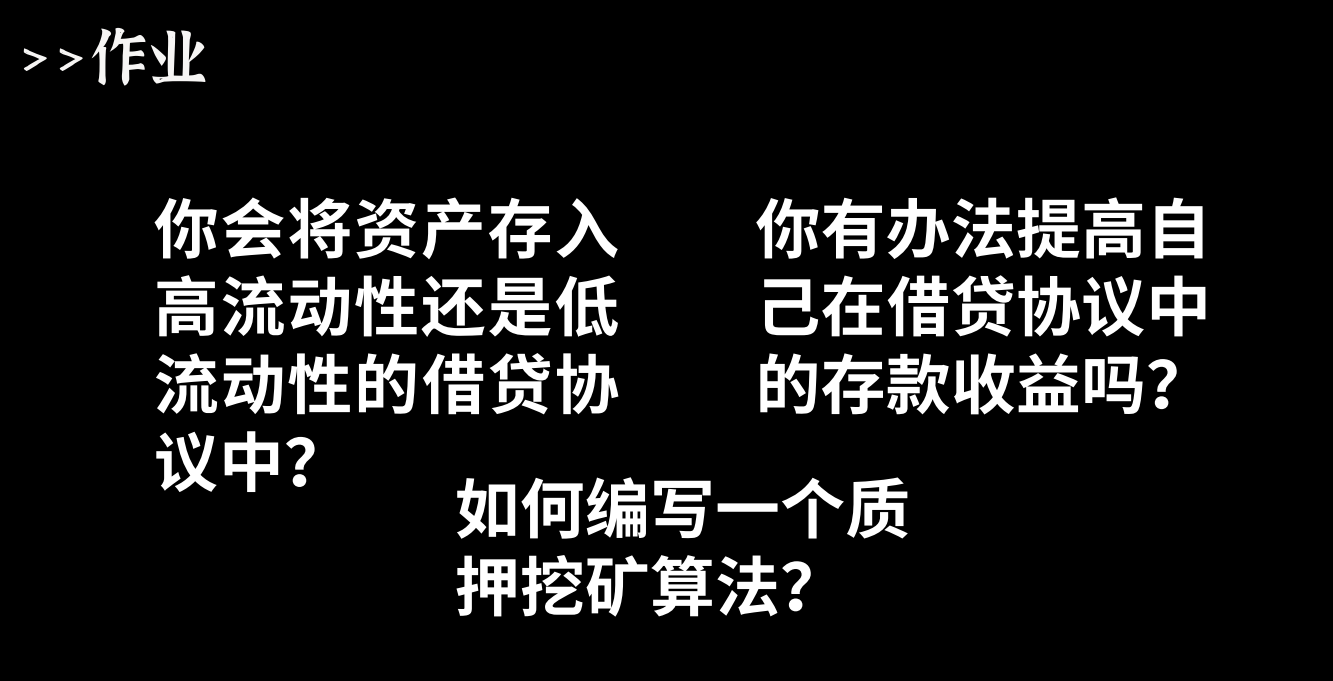 >>作业
你会将资产存入
高流动性还是低
流动性的借贷协
议中？
你有办法提高自
己在借贷协议中
的存款收益吗？
如何编写一个质
押挖矿算法？